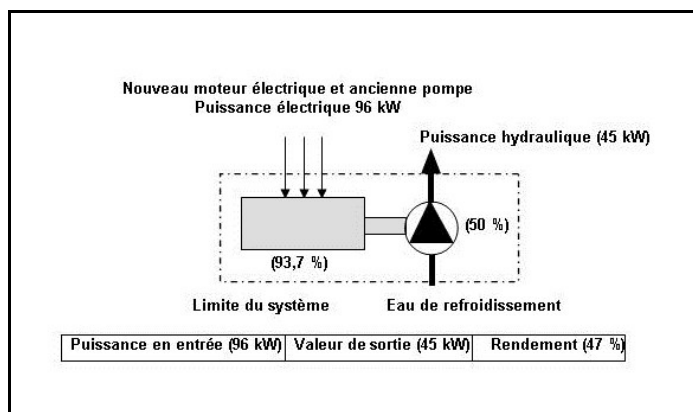 Nouveau moteur électrique et ancienne pompe
Puissance électrique 96 kW
Puissance hydraulique (45 kW)
(50 %)
(93,7 %)
Limite du système
Eau de refroidissement
Puissance en entrée (96 kW) Valeur de sortie (45 kW) Rendement (47 %)